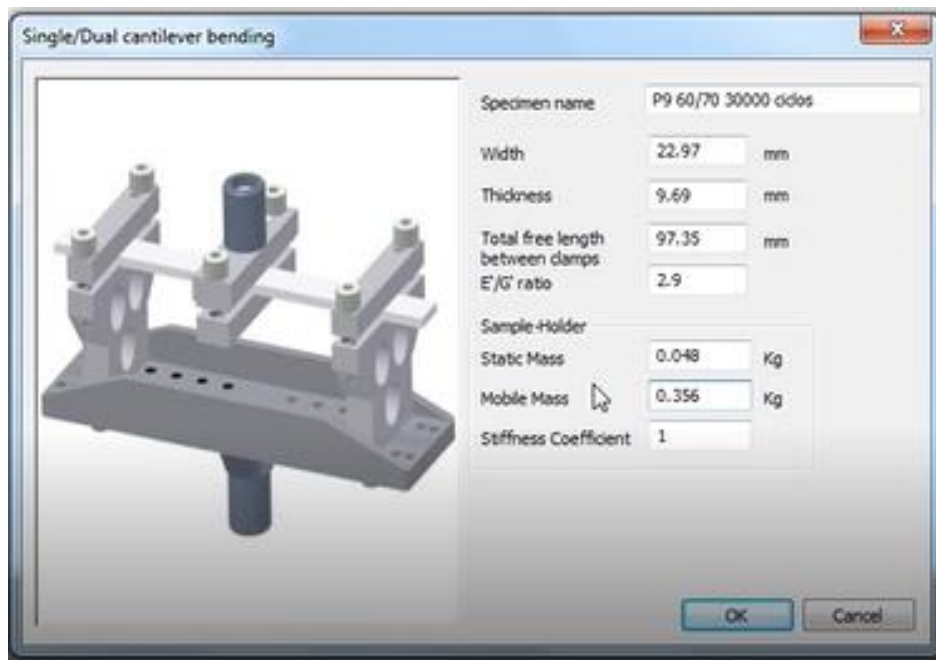 Single/Dual cantilever bending
Specimen name P9 60/70 30000 ciclos
Width 22.97 mm
Thickness 9.69 mm
Total free length between clamps 97.35 mm
E'/G' ratio 2.9
Sample-Holder
Static Mass 0.048 Kg
Mobile Mass 0.356 Kg
Stiffness Coefficient 1
OK Cancel